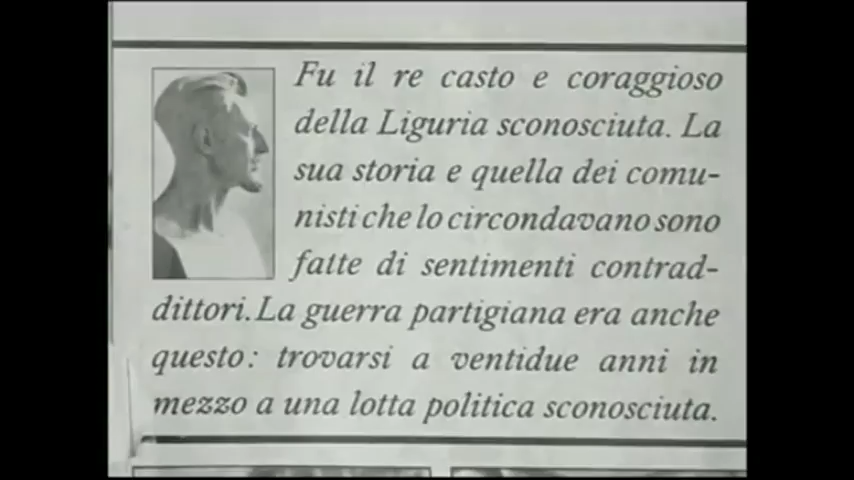 Fu il re casto e coraggioso
della Liguria sconosciuta. La
sua storia e quella dei comu-
nisti che lo circondavano sono
fatte di sentimenti contrad-
dittori. La guerra partigiana era anche
questo: trovarsi a ventidue anni in
mezzo a una lotta politica sconosciuta.